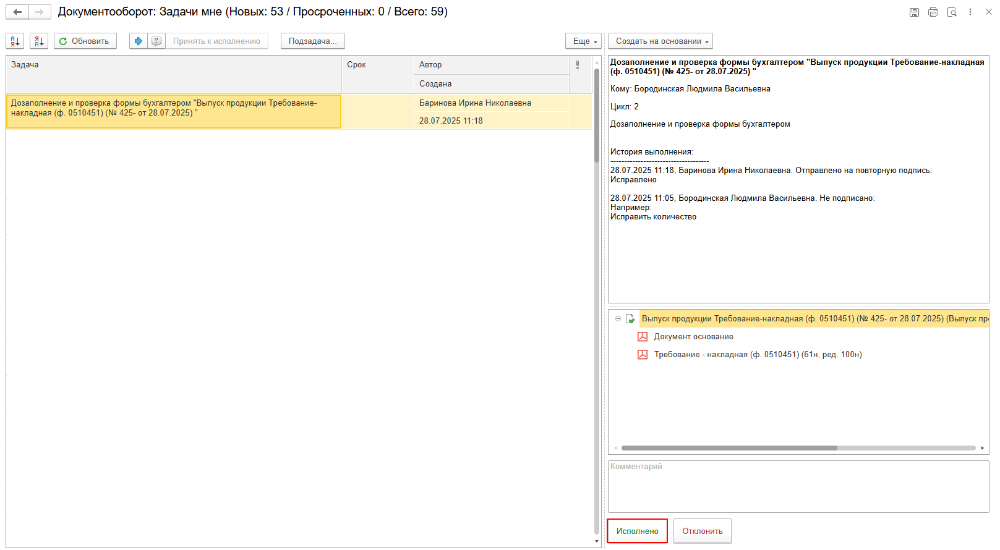 Документооборот: Задачи мне (Новых: 53 / Просроченных: 0 / Всего: 59)
А Я
Я А
Обновить
Принять к исполнению
Подзадача...
Еще
Создать на основании
Задача
Срок
Автор
Создана
Дозаполнение и проверка формы бухгалтером "Выпуск продукции Требование-
накладная (ф. 0510451) (№ 425- от 28.07.2025) "
Баринова Ирина Николаевна
28.07.2025 11:18
Дозаполнение и проверка формы бухгалтером "Выпуск продукции Требование-накладная
(ф. 0510451) (№ 425- от 28.07.2025) "
Кому: Бородинская Людмила Васильевна
Цикл: 2
Дозаполнение и проверка формы бухгалтером
История выполнения:
------------------------------------
28.07.2025 11:18, Баринова Ирина Николаевна. Отправлено на повторную подпись:
Исправлено
28.07.2025 11:05, Бородинская Людмила Васильевна. Не подписано:
Например:
Исправить количество
Выпуск продукции Требование-накладная (ф. 0510451) (№ 425- от 28.07.2025) (Выпуск пр
Документ основание
Требование - накладная (ф. 0510451) (61н, ред. 100н)
Комментарий
Исполнено
Отклонить